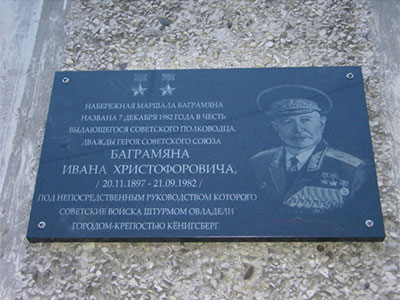 НАБЕРЕЖНАЯ МАРШАЛА БАГРАМЯНА
НАЗВАНА 7 ДЕКАБРЯ 1982 ГОДА В ЧЕСТЬ
ВЫДАЮЩЕГОСЯ СОВЕТСКОГО ПОЛКОВОДЦА,
ДВАЖДЫ ГЕРОЯ СОВЕТСКОГО СОЮЗА
БАГРАМЯНА
ИВАНА ХРИСТОФОРОВИЧА,
/ 20.11.1897 - 21.09.1982 /
ПОД НЕПОСРЕДСТВЕННЫМ РУКОВОДСТВОМ КОТОРОГО
СОВЕТСКИЕ ВОЙСКА ШТУРМОМ ОВЛАДЕЛИ
ГОРОДОМ-КРЕПОСТЬЮ КЁНИГСБЕРГ